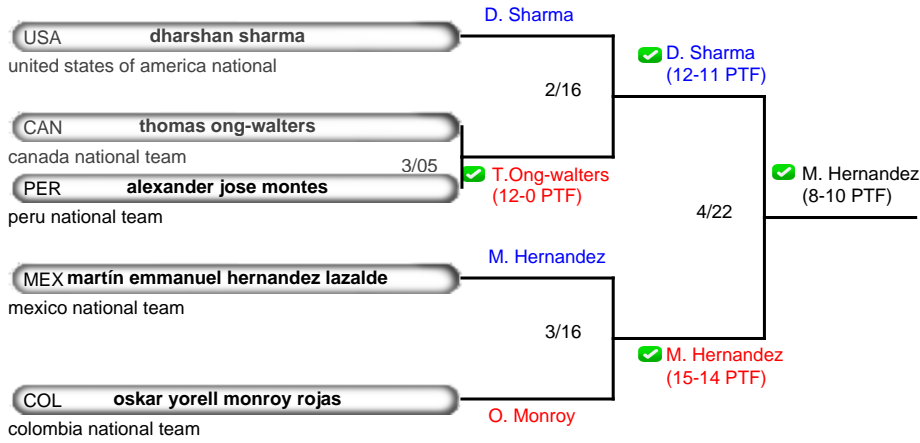 D. Sharma
USA dharshan sharma
united states of america national
D. Sharma
(12-11 PTF)
2/16
CAN thomas ong-walters
canada national team
3/05
T.Ong-walters
(12-0 PTF)
PER alexander jose montes
peru national team
M. Hernandez
(8-10 PTF)
4/22
M. Hernandez
MEX martín emmanuel hernandez lazalde
mexico national team
3/16
M. Hernandez
(15-14 PTF)
COL oskar yorell monroy rojas
O. Monroy
colombia national team